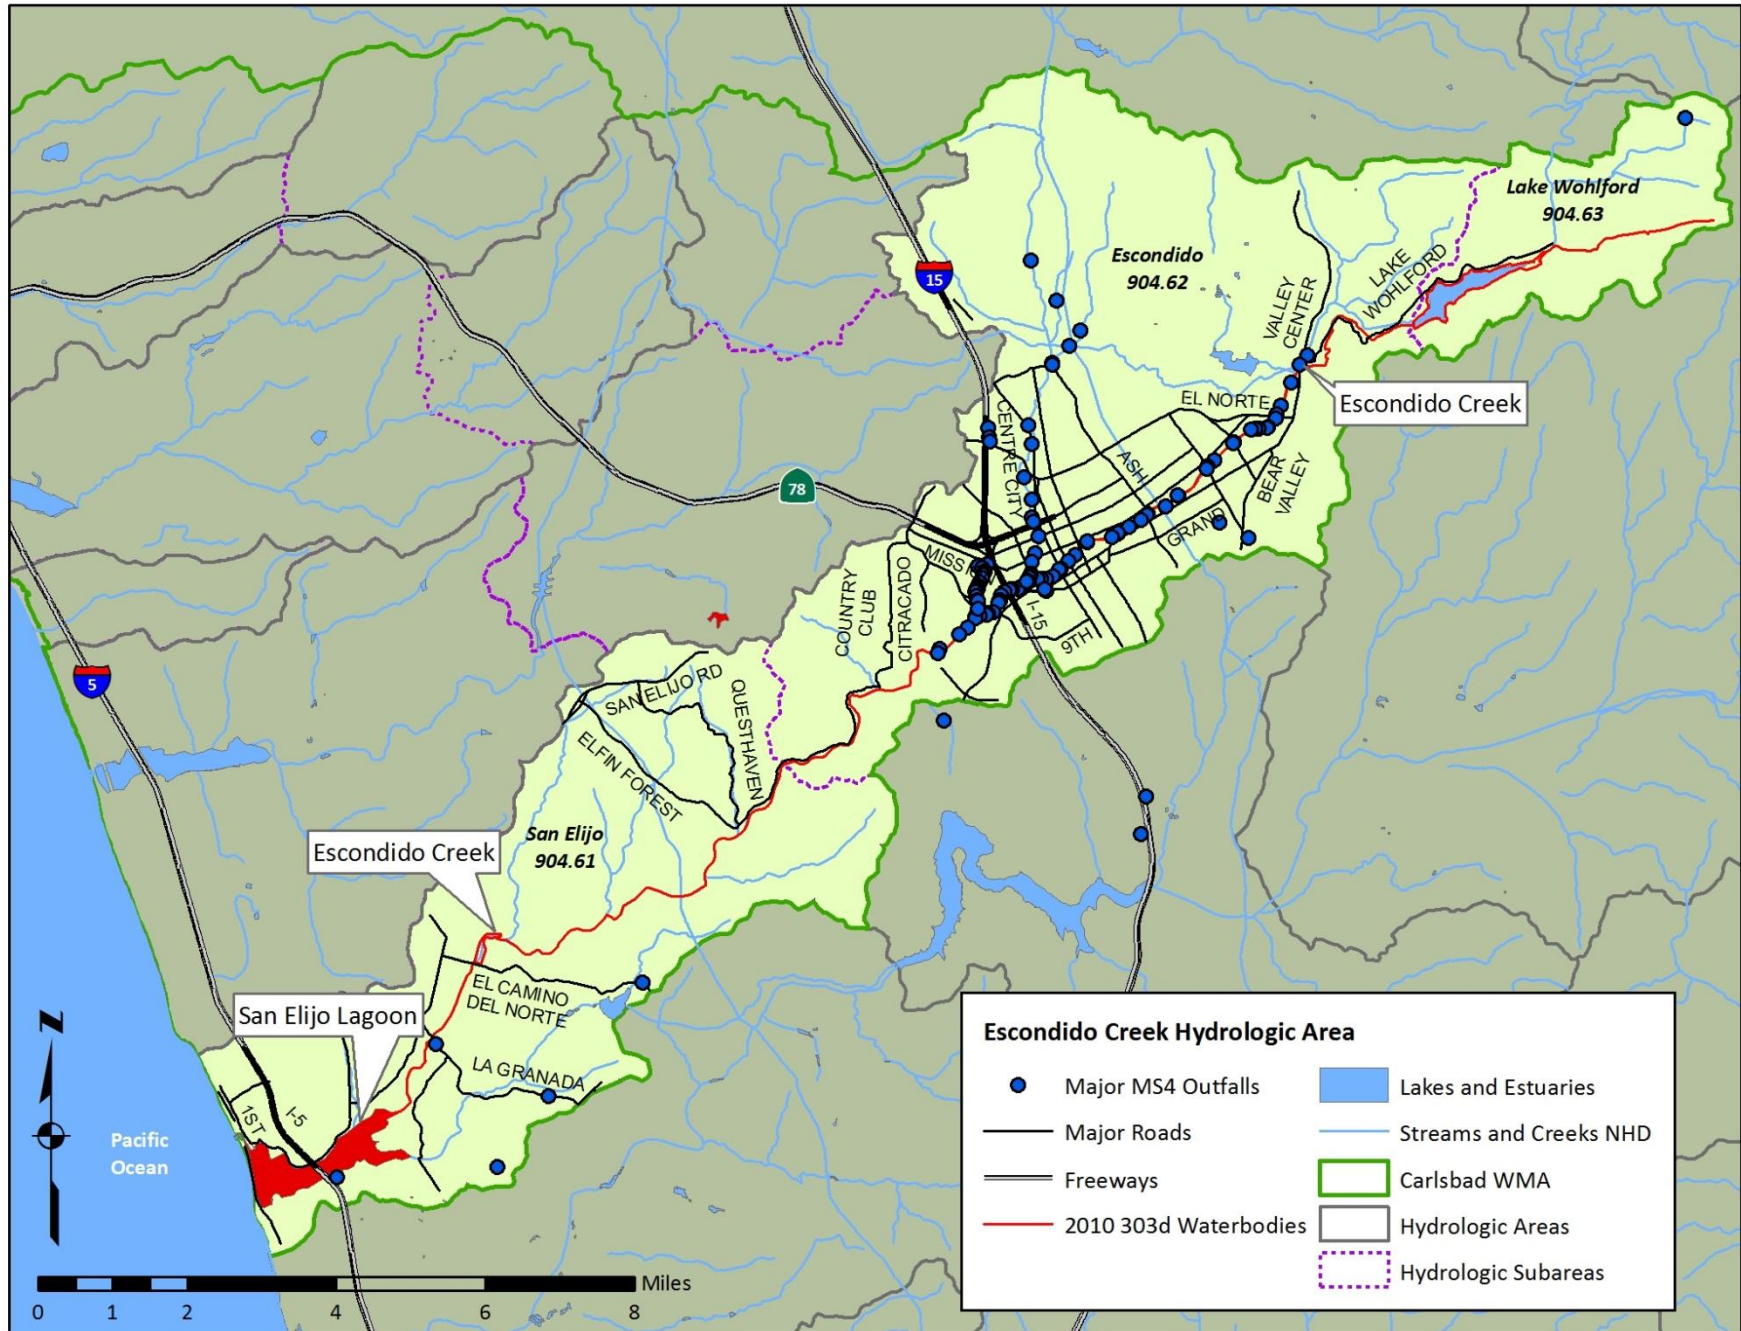 Lake Wohlford
904.63
15
Escondido
904.62
VALLEY
CENTER
LAKE
WOHLFORD
Escondido Creek
EL NORTE
CENTRE CITY
ASH
BEAR
VALLEY
78
GRAND
MISS
COUNTRY
CLUB
CITRACADO
I-15
9TH
5
SAN ELIJO RD
QUESTHAVEN
ELFIN FOREST
San Elijo
904.61
Escondido Creek
EL CAMINO
DEL NORTE
San Elijo Lagoon
LA GRANADA
1ST
I-5
Pacific
Ocean
N
Miles
0 1 2 4 6 8
Escondido Creek Hydrologic Area
Major MS4 Outfalls
Major Roads
Freeways
2010 303d Waterbodies
Lakes and Estuaries
Streams and Creeks NHD
Carlsbad WMA
Hydrologic Areas
Hydrologic Subareas